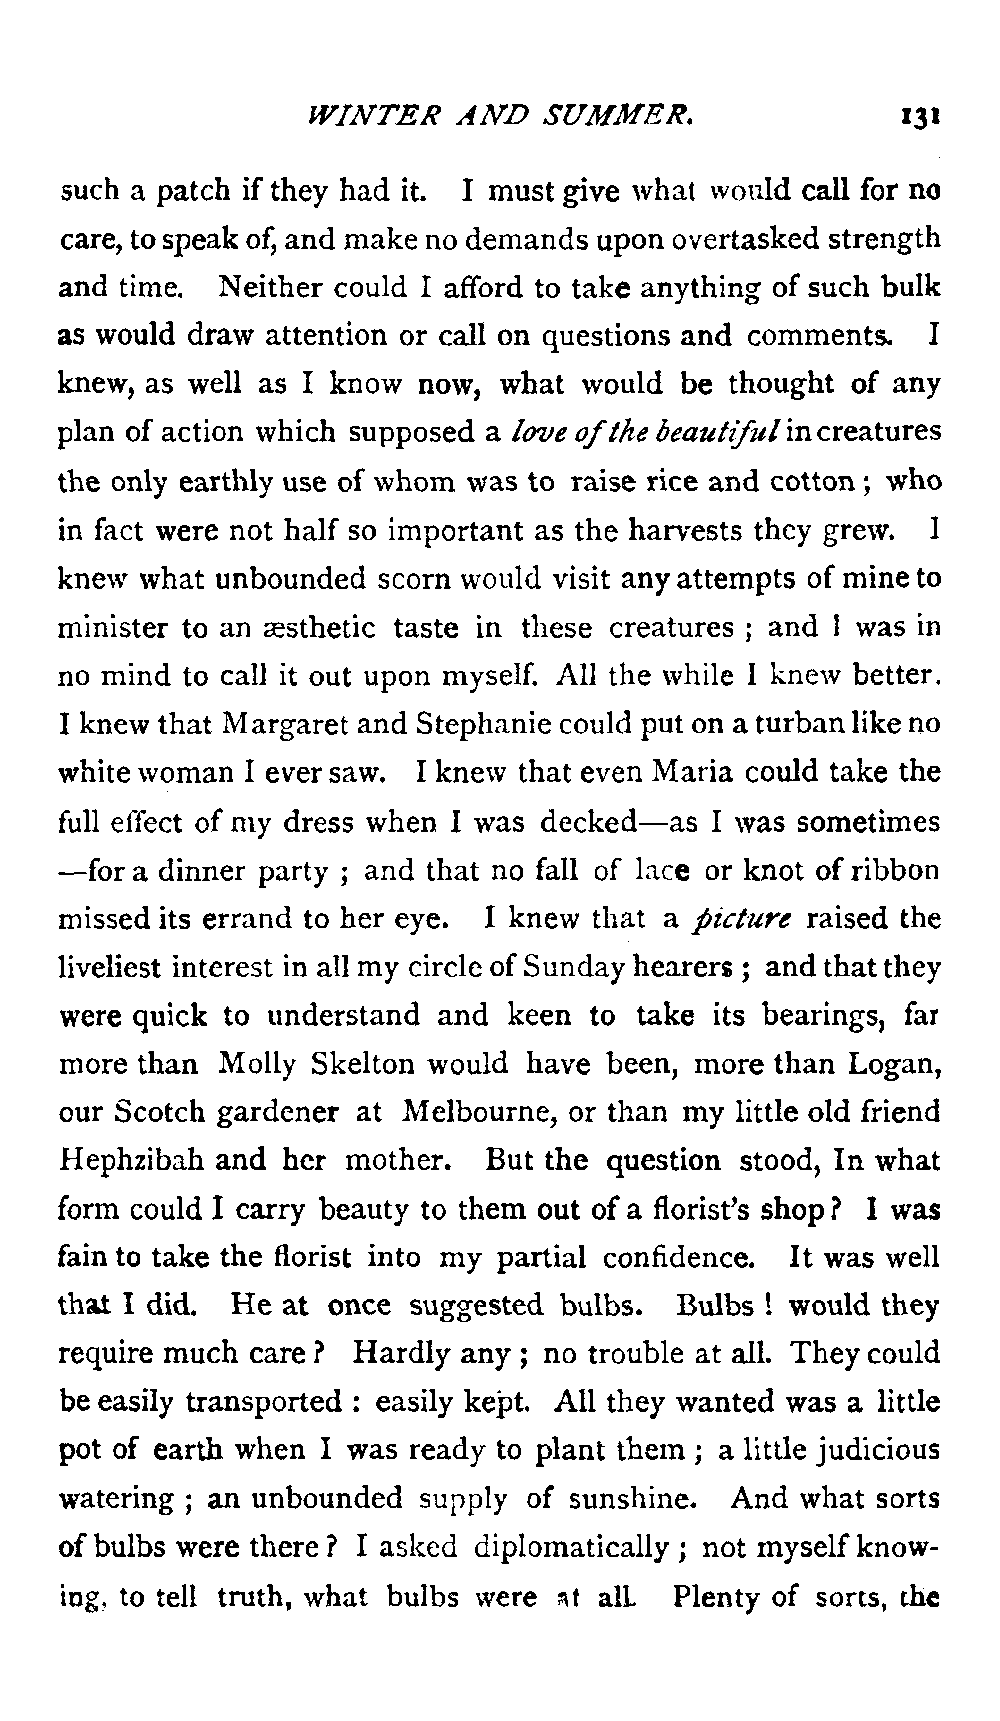 WINTER AND SUMMER. 131
such a patch if they had it. I must give what would call for no
care, to speak of, and make no demands upon overtasked strength
and time. Neither could I afford to take anything of such bulk
as would draw attention or call on questions and comments. I
knew, as well as I know now, what would be thought of any
plan of action which supposed a love of the beautiful in creatures
the only earthly use of whom was to raise rice and cotton ; who
in fact were not half so important as the harvests they grew. I
knew what unbounded scorn would visit any attempts of mine to
minister to an æsthetic taste in these creatures ; and I was in
no mind to call it out upon myself. All the while I knew better.
I knew that Margaret and Stephanie could put on a turban like no
white woman I ever saw. I knew that even Maria could take the
full effect of my dress when I was decked—as I was sometimes
—for a dinner party ; and that no fall of lace or knot of ribbon
missed its errand to her eye. I knew that a picture raised the
liveliest interest in all my circle of Sunday hearers ; and that they
were quick to understand and keen to take its bearings, far
more than Molly Skelton would have been, more than Logan,
our Scotch gardener at Melbourne, or than my little old friend
Hephzibah and her mother. But the question stood, In what
form could I carry beauty to them out of a florist's shop? I was
fain to take the florist into my partial confidence. It was well
that I did. He at once suggested bulbs. Bulbs ! would they
require much care ? Hardly any ; no trouble at all. They could
be easily transported : easily kept. All they wanted was a little
pot of earth when I was ready to plant them ; a little judicious
watering ; an unbounded supply of sunshine. And what sorts
of bulbs were there ? I asked diplomatically ; not myself know-
ing, to tell truth, what bulbs were at all. Plenty of sorts, the